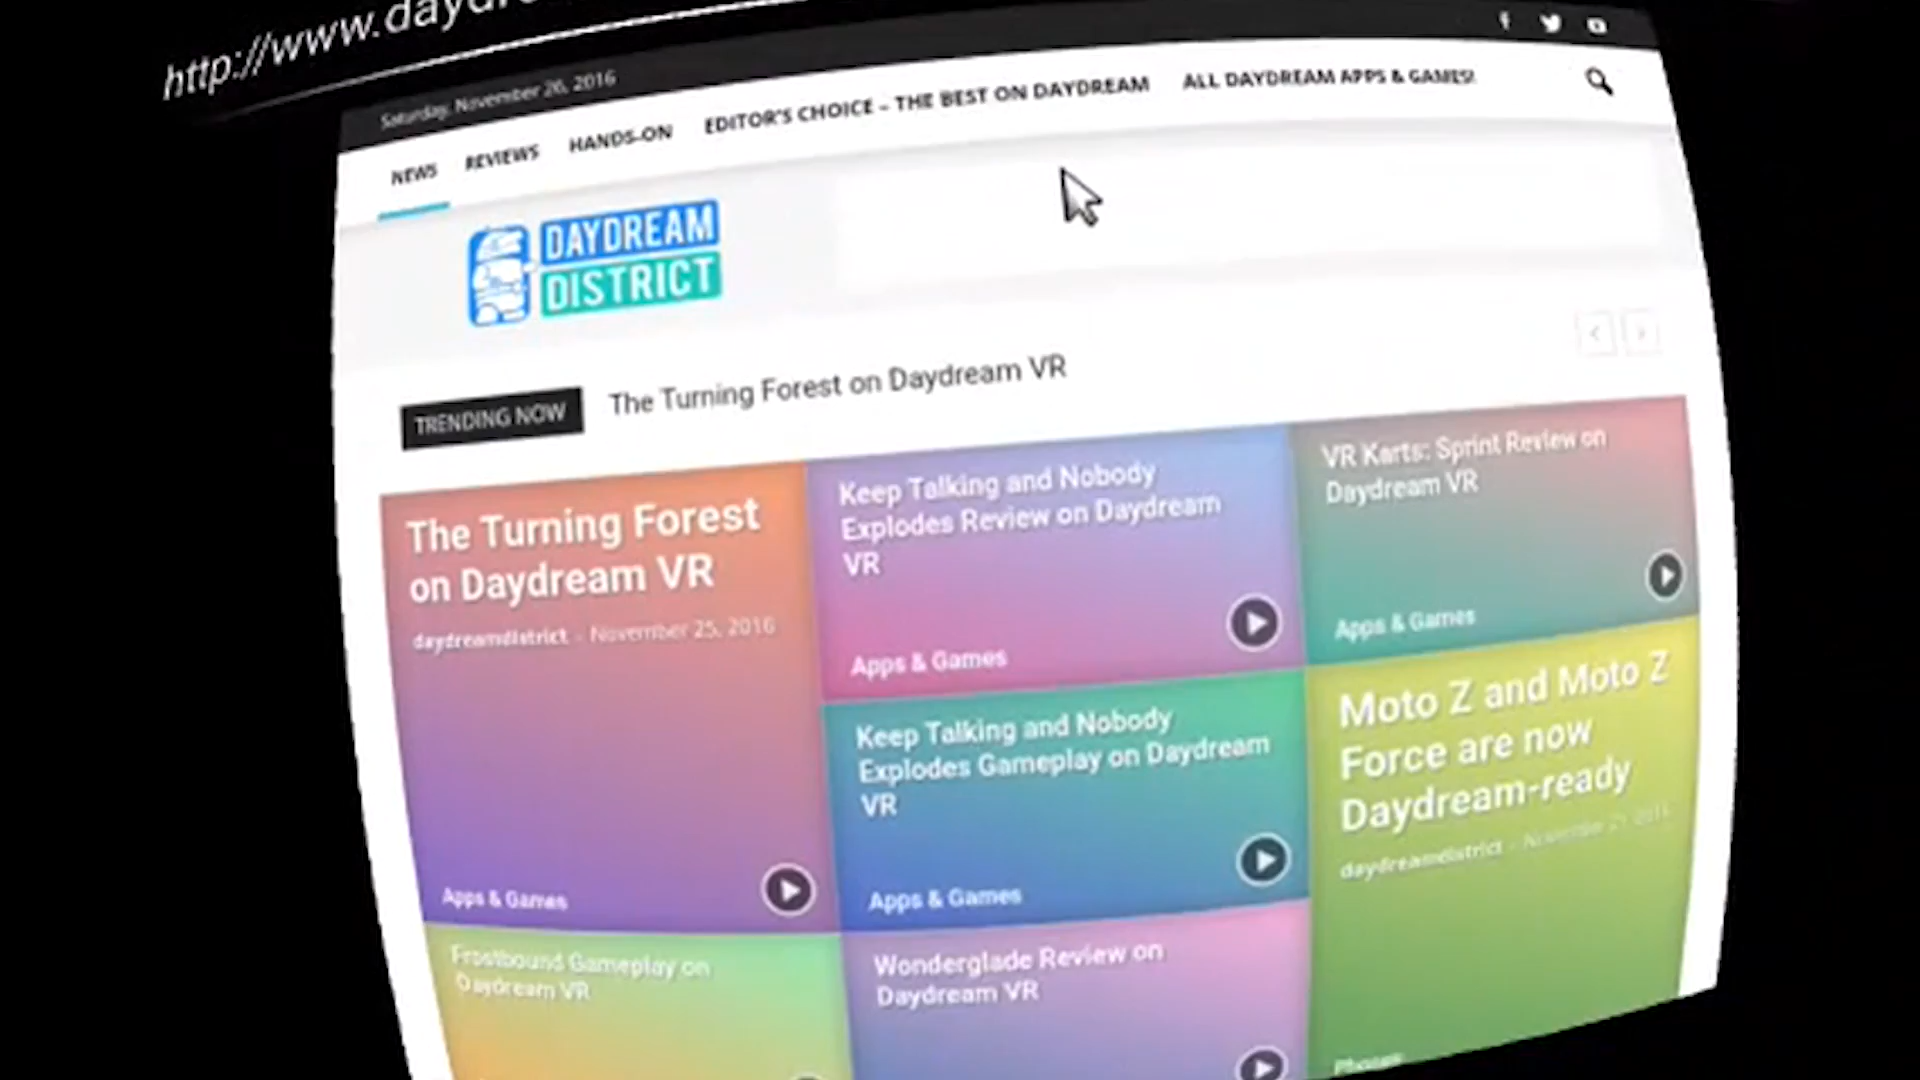 http://www.
Saturday, November 26, 2016
NEWS REVIEWS HANDS-ON EDITOR'S CHOICE – THE BEST ON DAYDREAM ALL DAYDREAM APPS & GAMES!
DAYDREAM
DISTRICT
TRENDING NOW The Turning Forest on Daydream VR
The Turning Forest
on Daydream VR
daydreamdistrict - November 25, 2016
Apps & Games
Keep Talking and Nobody
Explodes Review on Daydream
VR
Apps & Games
VR Karts: Sprint Review on
Daydream VR
Apps & Games
Keep Talking and Nobody
Explodes Gameplay on Daydream
VR
Apps & Games
Moto Z and Moto Z
Force are now
Daydream-ready
daydreamdistrict - November 21, 2016
Frostbound Gameplay on
Daydream VR
Wonderglade Review on
Daydream VR
Phones